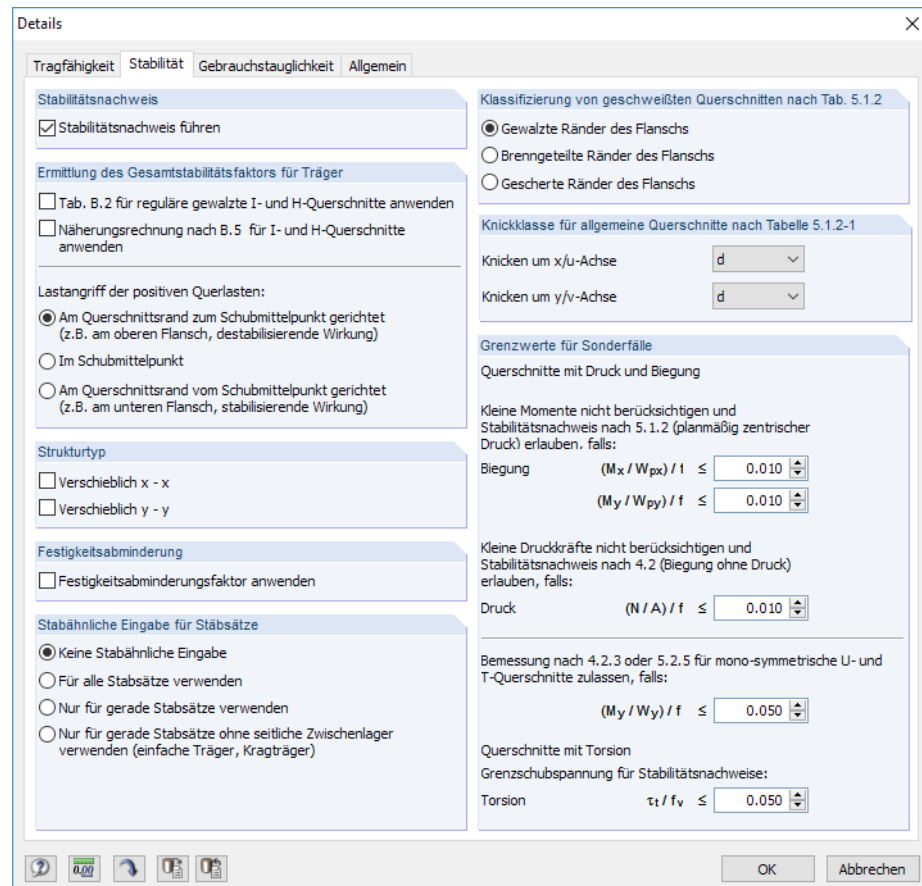 Details
Tragfähigkeit Stabilität Gebrauchstauglichkeit Allgemein
Stabilitätsnachweis
Stabilitätsnachweis führen
Ermittlung des Gesamtstabilitätsfaktors für Träger
Tab. B.2 für reguläre gewalzte I- und H-Querschnitte anwenden
Näherungsrechnung nach B.5 für I- und H-Querschnitte
anwenden
Lastangriff der positiven Querlasten:
Am Querschnittsrand zum Schubmittelpunkt gerichtet
(z.B. am oberen Flansch, destabilisierende Wirkung)
Im Schubmittelpunkt
Am Querschnittsrand vom Schubmittelpunkt gerichtet
(z.B. am unteren Flansch, stabilisierende Wirkung)
Strukturtyp
Verschieblich x - x
Verschieblich y - y
Festigkeitsabminderung
Festigkeitsabminderungsfaktor anwenden
Stabähnliche Eingabe für Stäbsätze
Keine Stabähnliche Eingabe
Für alle Stabsätze verwenden
Nur für gerade Stabsätze verwenden
Nur für gerade Stabsätze ohne seitliche Zwischenlager
verwenden (einfache Träger, Kragträger)
Klassifizierung von geschweißten Querschnitten nach Tab. 5.1.2
Gewalzte Ränder des Flanschs
Brenngeteilte Ränder des Flanschs
Gescherte Ränder des Flanschs
Knickklasse für allgemeine Querschnitte nach Tabelle 5.1.2-1
Knicken um x/u-Achse d
Knicken um y/v-Achse d
Grenzwerte für Sonderfälle
Querschnitte mit Druck und Biegung
Kleine Momente nicht berücksichtigen und
Stabilitätsnachweis nach 5.1.2 (planmäßig zentrischer
Druck) erlauben, falls:
Biegung (Mx / Wpx) / f ≤ 0.010
(My / Wpy) / f ≤ 0.010
Kleine Druckkräfte nicht berücksichtigen und
Stabilitätsnachweis nach 4.2 (Biegung ohne Druck)
erlauben, falls:
Druck (N / A) / f ≤ 0.010
Bemessung nach 4.2.3 oder 5.2.5 für mono-symmetrische U- und
T-Querschnitte zulassen, falls:
(My / Wy) / f ≤ 0.050
Querschnitte mit Torsion
Grenzschubspannung für Stabilitätsnachweise:
Torsion τt / fv ≤ 0.050
0.00
OK Abbrechen